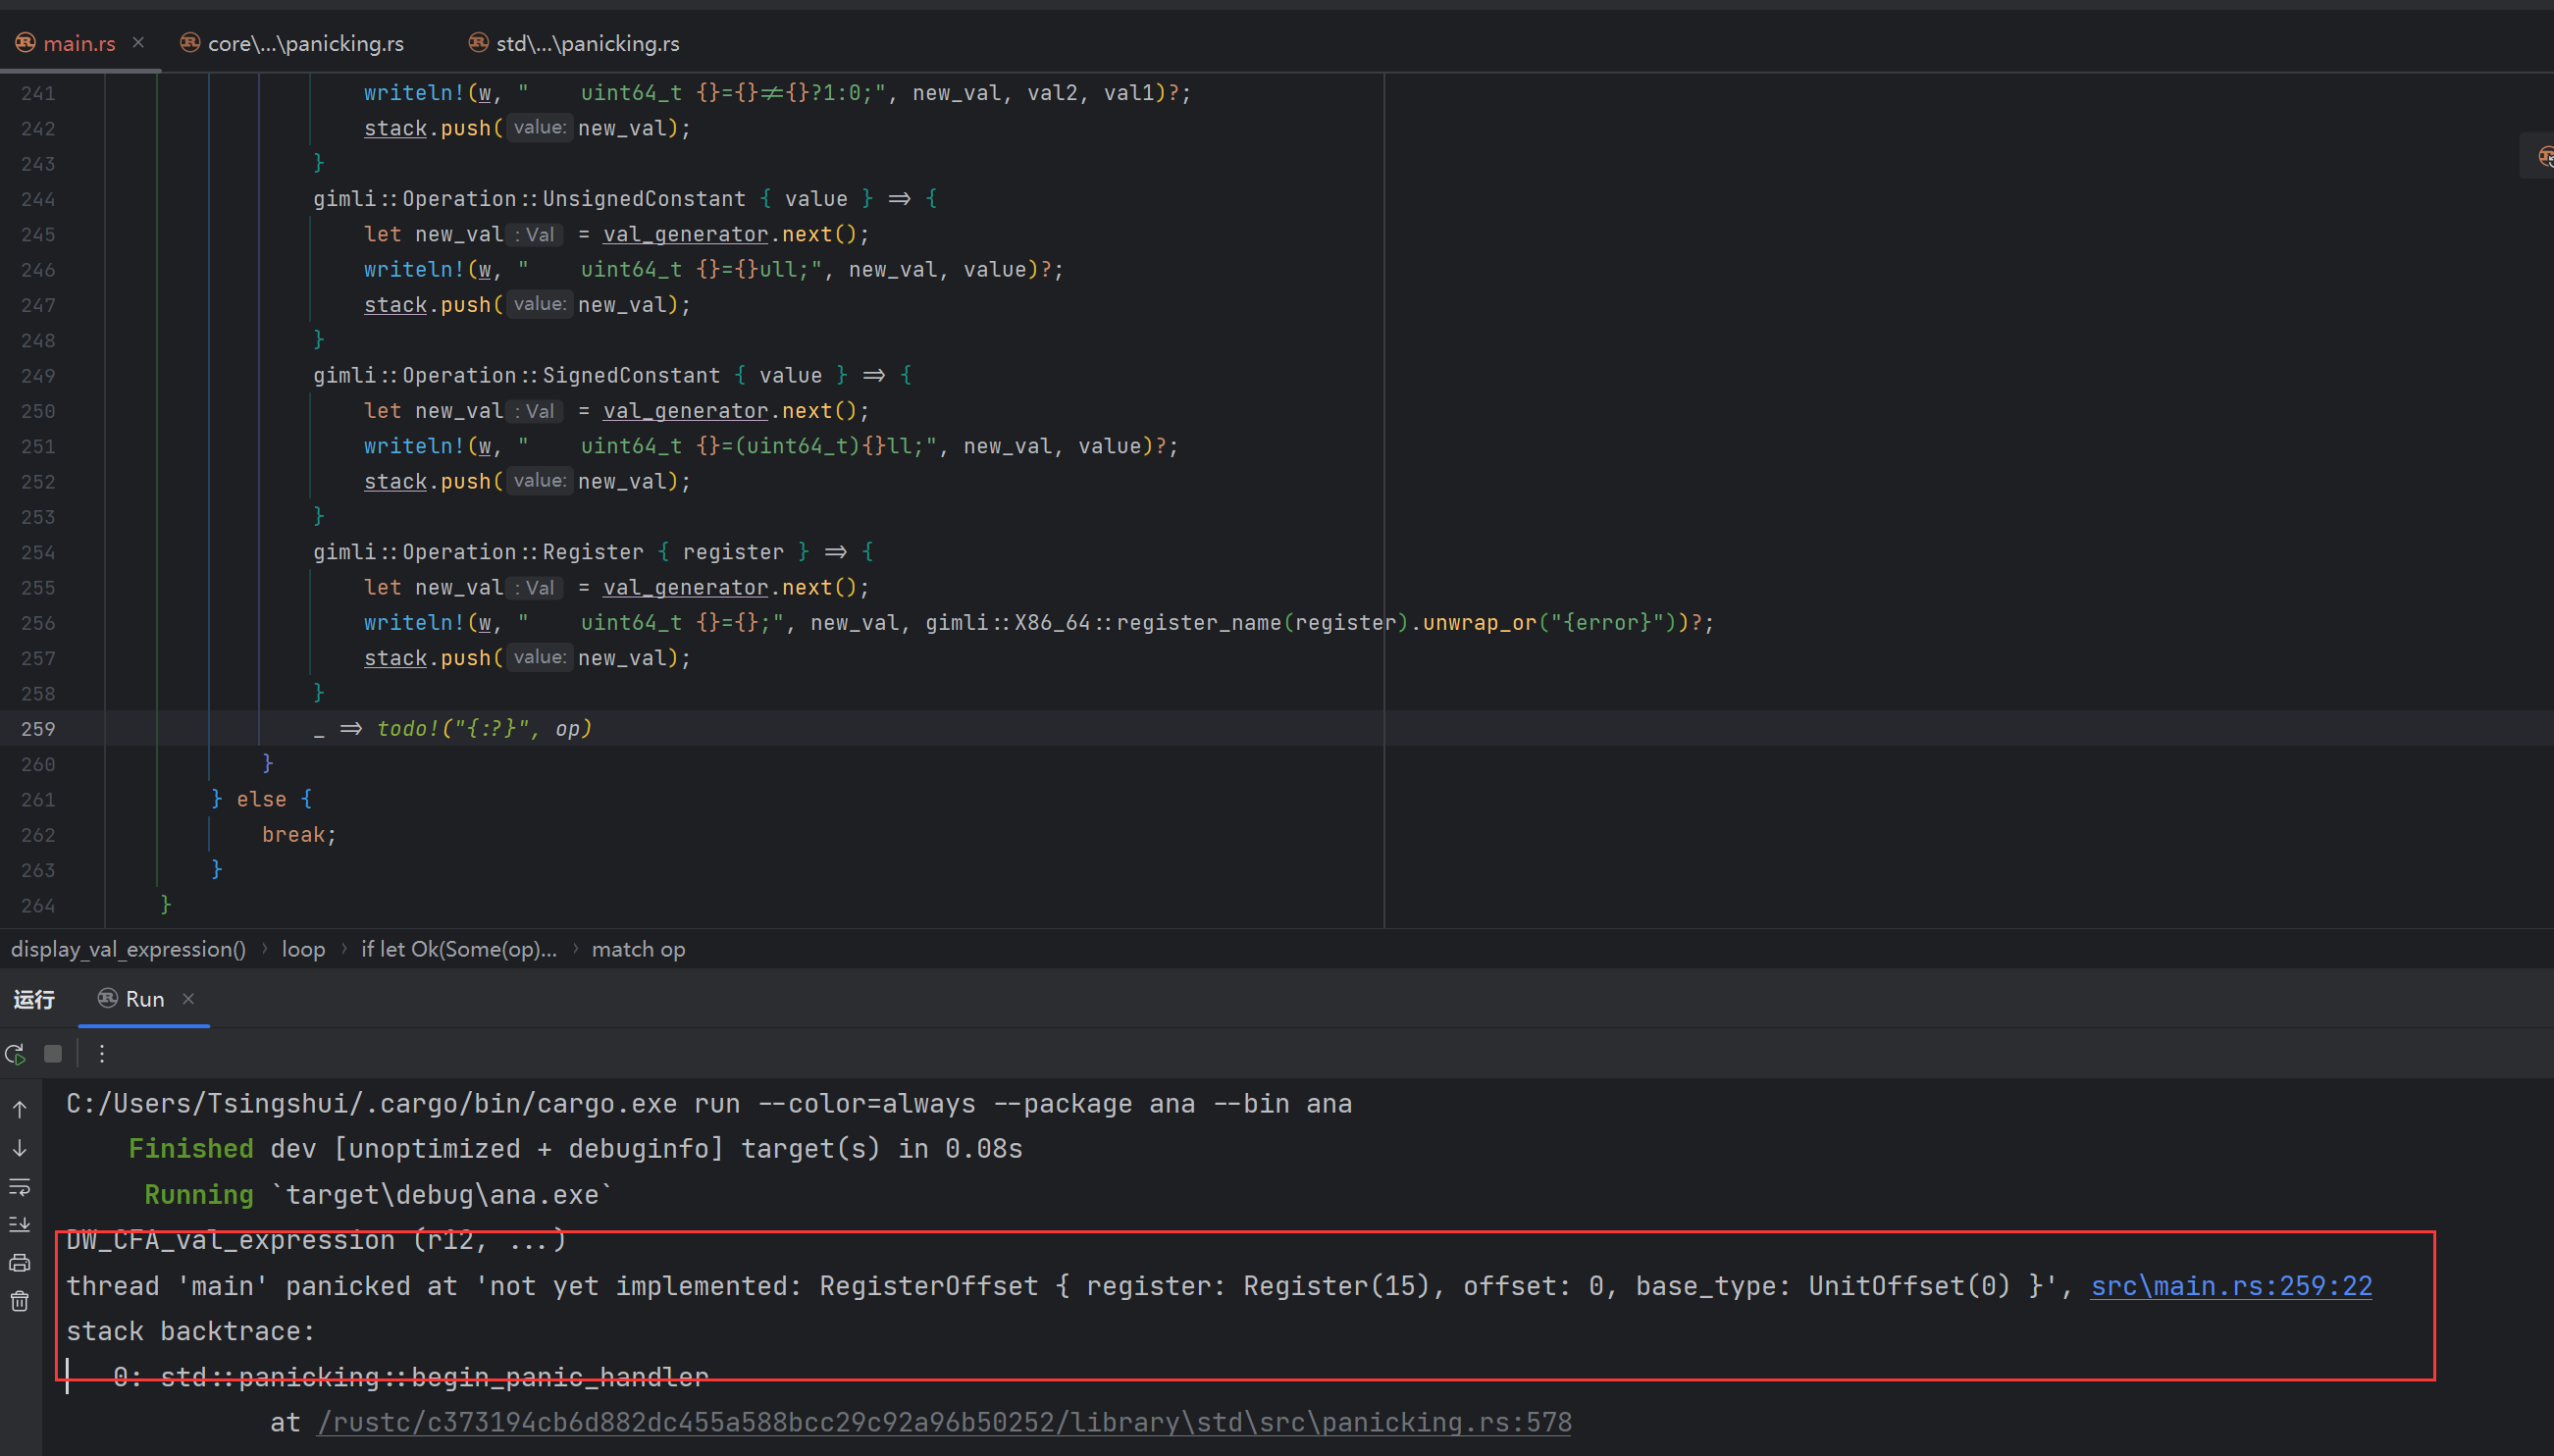 main.rs × core\...\panicking.rs std\...\panicking.rs
241 writeln!(w, "    uint64_t {}={}≠{}?1:0;", new_val, val2, val1)?;
242 stack.push( value: new_val);
243 }
244 gimli::Operation::UnsignedConstant { value } ⇒ {
245 let new_val : Val = val_generator.next();
246 writeln!(w, "    uint64_t {}={}ull;", new_val, value)?;
247 stack.push( value: new_val);
248 }
249 gimli::Operation::SignedConstant { value } ⇒ {
250 let new_val : Val = val_generator.next();
251 writeln!(w, "    uint64_t {}=(uint64_t){}ll;", new_val, value)?;
252 stack.push( value: new_val);
253 }
254 gimli::Operation::Register { register } ⇒ {
255 let new_val : Val = val_generator.next();
256 writeln!(w, "    uint64_t {}={};", new_val, gimli::X86_64::register_name(register).unwrap_or("{error}"))?;
257 stack.push( value: new_val);
258 }
259 _ ⇒ todo!("{:?}", op)
260 }
261 } else {
262 break;
263 }
264 }
display_val_expression() › loop › if let Ok(Some(op)... › match op
运行 Run ×
C:/Users/Tsingshui/.cargo/bin/cargo.exe run --color=always --package ana --bin ana
Finished dev [unoptimized + debuginfo] target(s) in 0.08s
Running `target\debug\ana.exe`
DW_CFA_val_expression (r12, ...)
thread 'main' panicked at 'not yet implemented: RegisterOffset { register: Register(15), offset: 0, base_type: UnitOffset(0) }', src\main.rs:259:22
stack backtrace:
0: std::panicking::begin_panic_handler
at /rustc/c373194cb6d882dc455a588bcc29c92a96b50252/library\std\src\panicking.rs:578